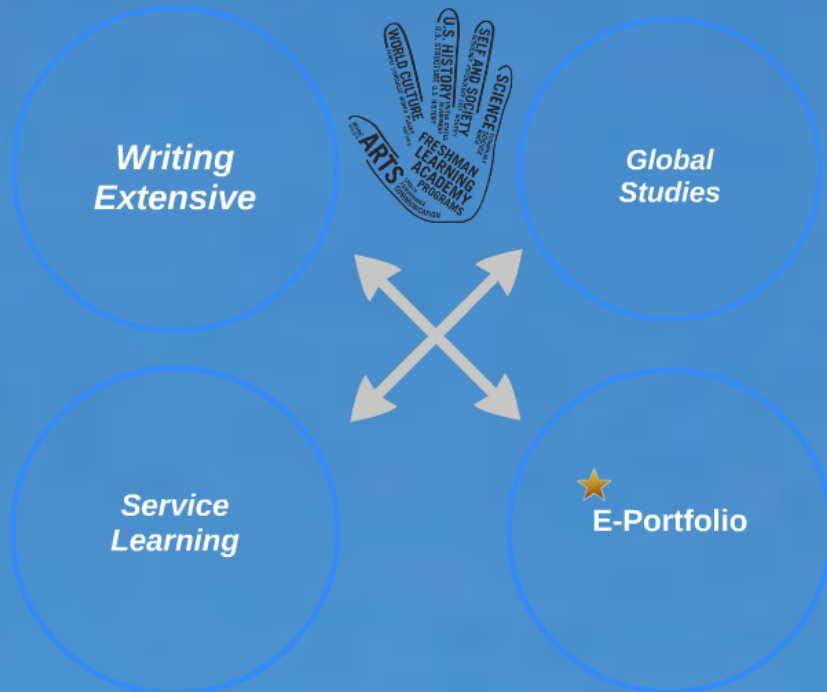 Writing
Extensive
WORLD CULTURE
U.S. HISTORY
SELF AND SOCIETY
SCIENCE
ARTS
FRESHMAN
LEARNING
ACADEMY
PROGRAMS
COMMUNICATION
Global
Studies
Service
Learning
E-Portfolio